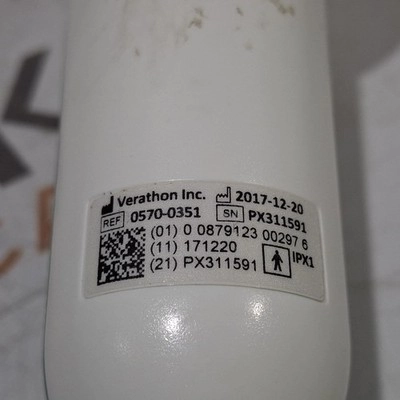 Verathon Inc. 2017-12-20
REF 0570-0351 SN PX311591
(01) 0 0879123 00297 6
(11) 171220
(21) PX311591 IPX1